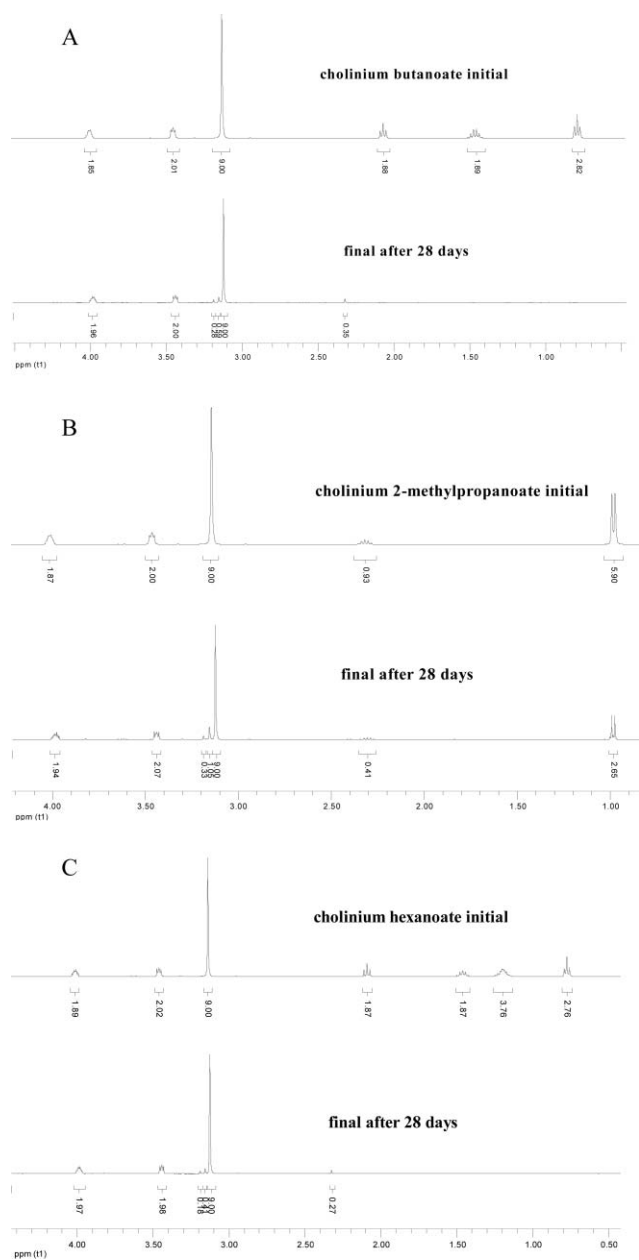 A
cholinium butanoate initial
1.85
2.01
9.00
1.88
1.89
2.82
final after 28 days
1.96
2.00
0.28
9.00
0.35
4.00 3.50 3.00 2.50 2.00 1.50 1.00
ppm (t1)
B
cholinium 2-methylpropanoate initial
1.87
2.00
9.00
0.93
5.90
final after 28 days
1.94
2.07
0.33
9.00
0.41
2.65
4.00 3.50 3.00 2.50 2.00 1.50 1.00
ppm (t1)
C
cholinium hexanoate initial
1.89
2.02
9.00
1.87
1.87
3.76
2.76
final after 28 days
1.97
1.98
0.18
9.00
0.27
4.00 3.50 3.00 2.50 2.00 1.50 1.00 0.50
ppm (t1)